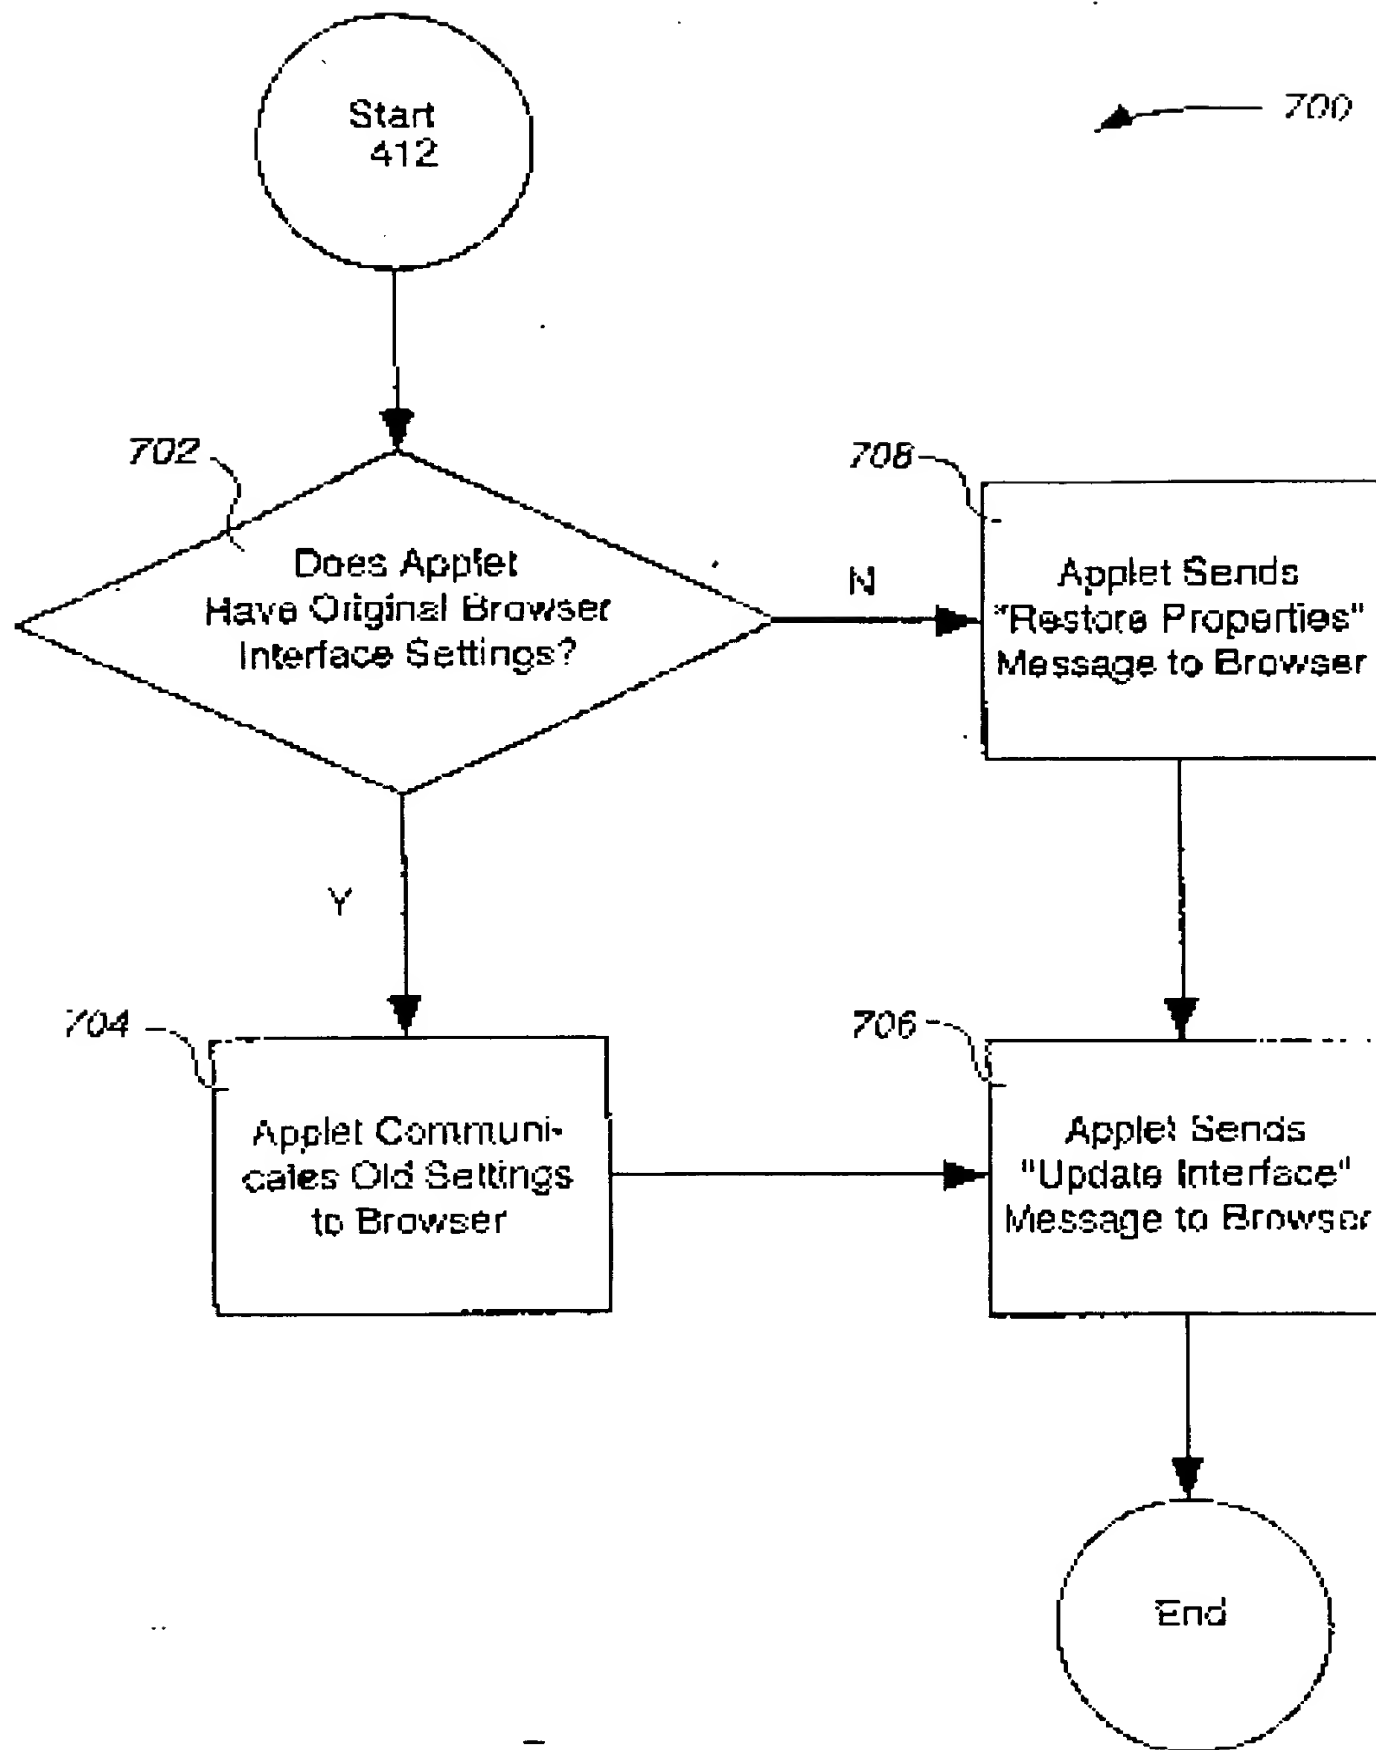 Start
412
700
702
Does Applet
Have Original Browser
Interface Settings?
N
708
Applet Sends
"Restore Properties"
Message to Browser
Y
704
Applet Communi-
cates Old Settings
to Browser
706
Applet Sends
"Update Interface"
Message to Browser
End